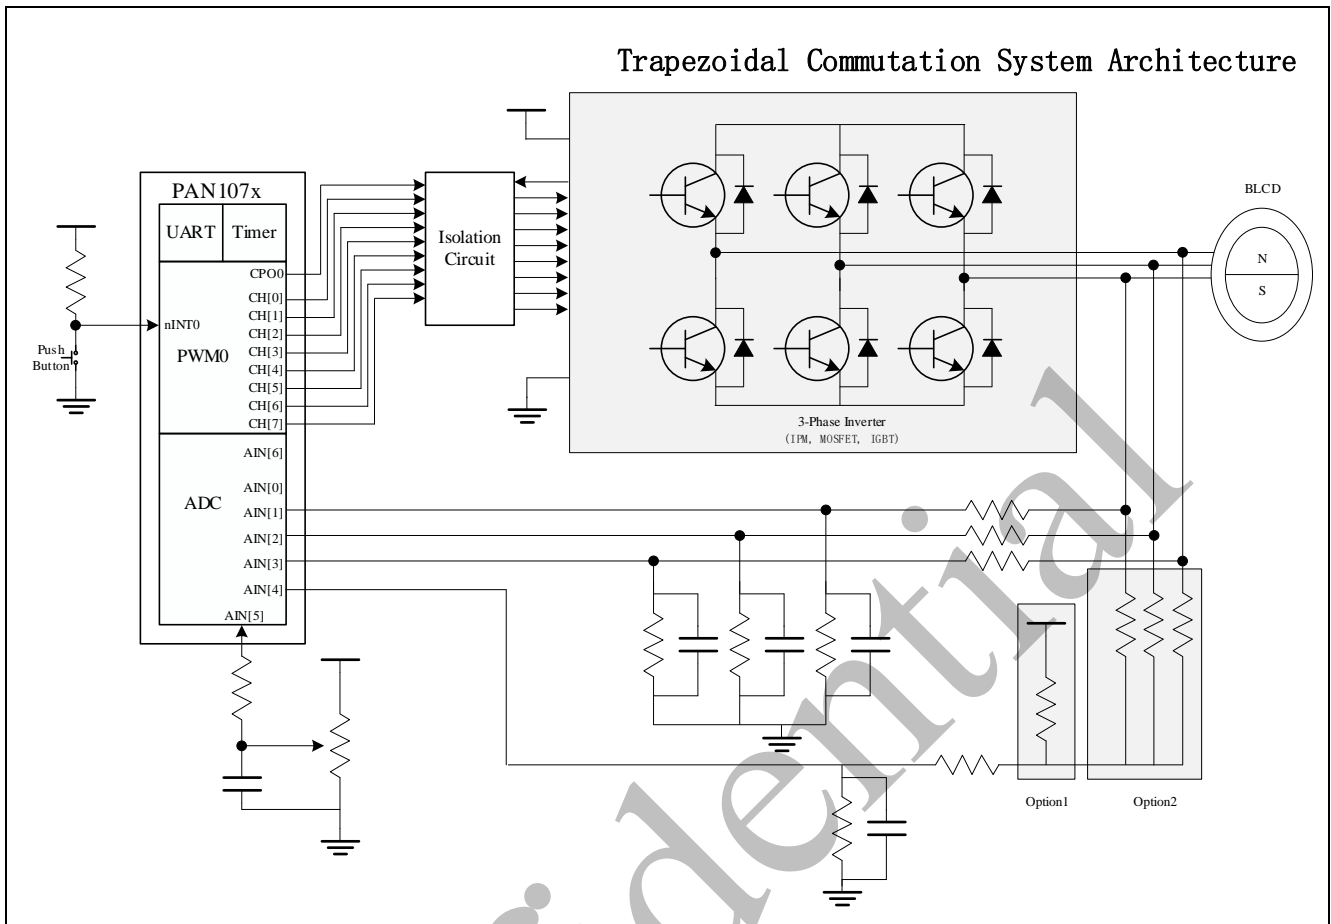 Trapezoidal Commutation System Architecture
PAN107x
UART
Timer
CPO0
CH[0]
nINT0
CH[1]
CH[2]
PWM0
CH[3]
CH[4]
CH[5]
CH[6]
CH[7]
Push
Button
Isolation
Circuit
BLCD
N
S
3-Phase Inverter
(IPM, MOSFET, IGBT)
AIN[6]
ADC
AIN[0]
AIN[1]
AIN[2]
AIN[3]
AIN[4]
AIN[5]
Option1
Option2
fidential